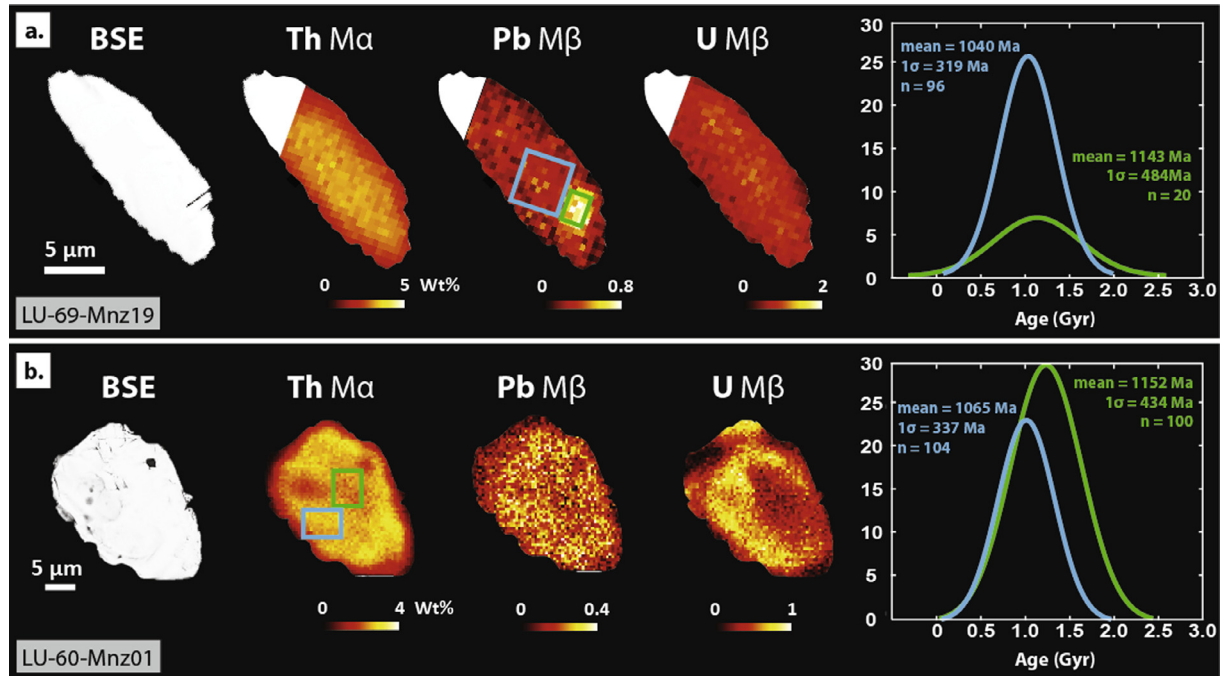 a.
BSE
Th Mα
Pb Mβ
U Mβ
5 µm
0 5 Wt%
0 0.8
0 2
LU-69-Mnz19
30
25
20
15
10
5
0
mean = 1040 Ma
1σ = 319 Ma
n = 96
mean = 1143 Ma
1σ = 484Ma
n = 20
0 0.5 1.0 1.5 2.0 2.5 3.0
Age (Gyr)
b.
BSE
Th Mα
Pb Mβ
U Mβ
5 µm
0 4 Wt%
0 0.4
0 1
LU-60-Mnz01
30
25
20
15
10
5
0
mean = 1065 Ma
1σ = 337 Ma
n = 104
mean = 1152 Ma
1σ = 434 Ma
n = 100
0 0.5 1.0 1.5 2.0 2.5 3.0
Age (Gyr)